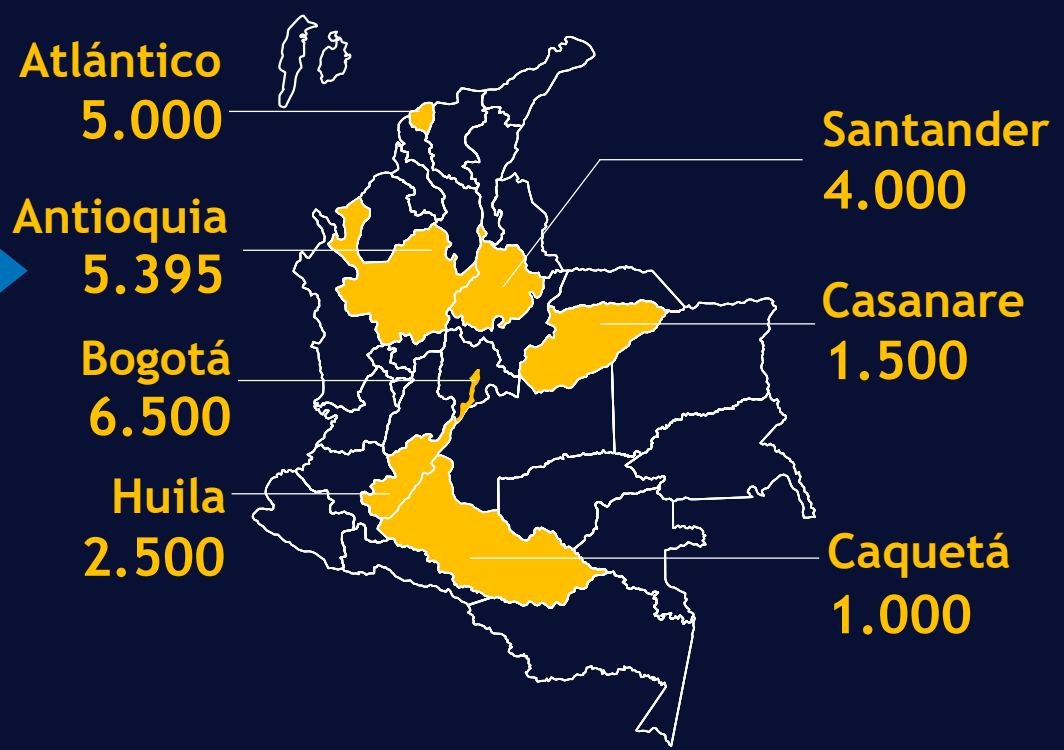 Atlántico
5.000
Antioquia
5.395
Bogotá
6.500
Huila
2.500
Santander
4.000
Casanare
1.500
Caquetá
1.000